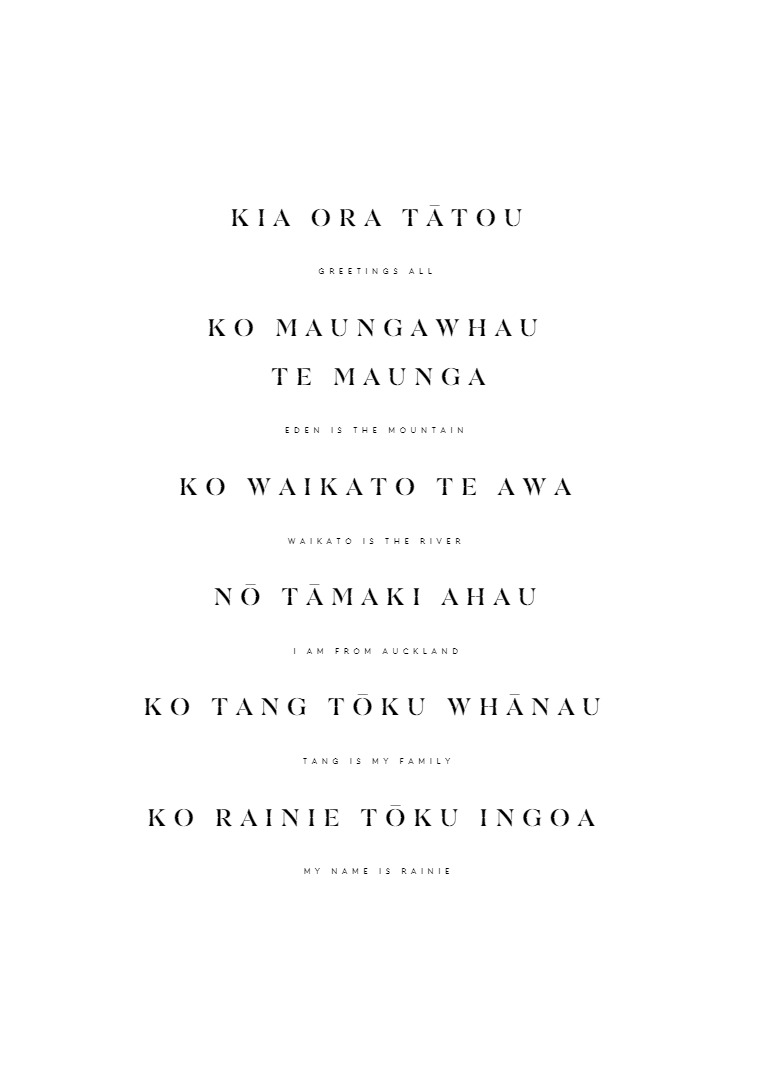 KIA ORA TĀTOU
GREETINGS ALL
KO MAUNGAWHAU
TE MAUNGA
EDEN IS THE MOUNTAIN
KO WAIKATO TE AWA
WAIKATO IS THE RIVER
NŌ TĀMAKI AHAU
I AM FROM AUCKLAND
KO TANG TŌKU WHĀNAU
TANG IS MY FAMILY
KO RAINIE TŌKU INGOA
MY NAME IS RAINIE